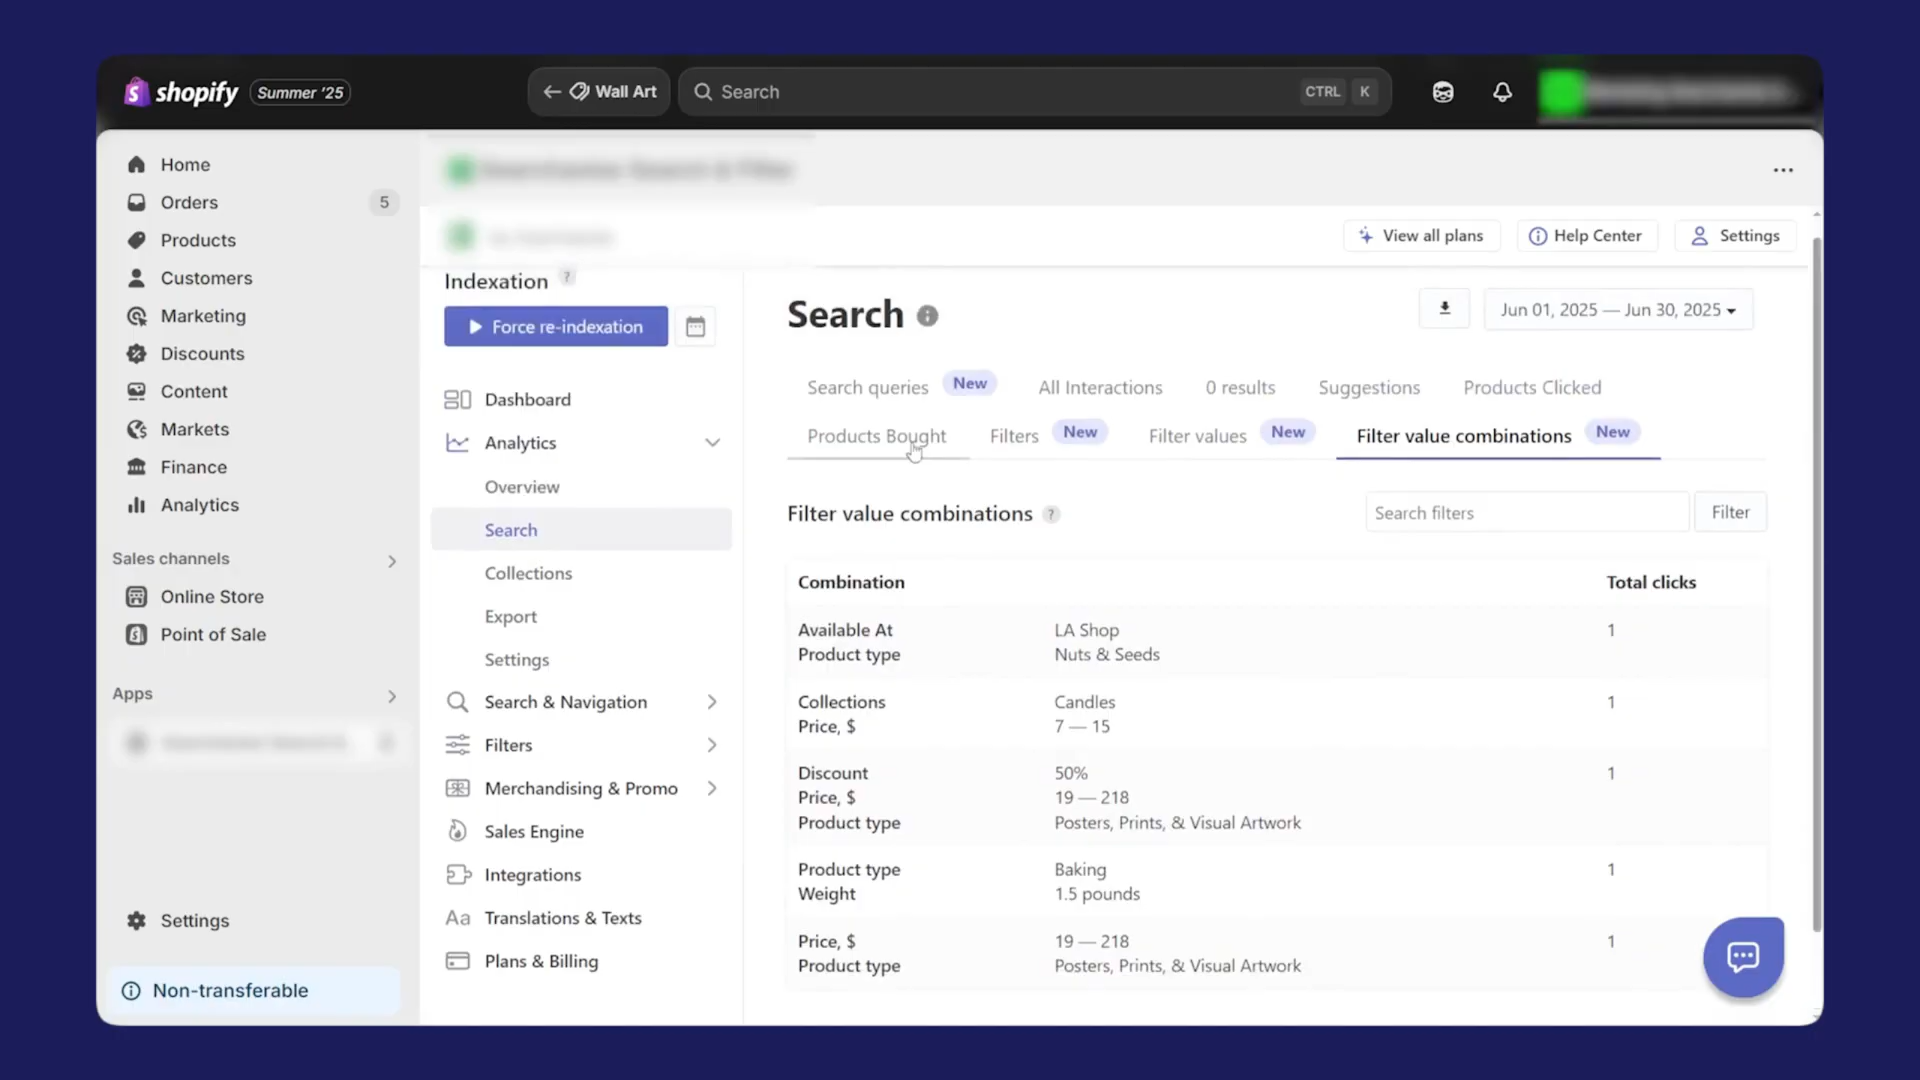 shopify Summer '25
Wall Art
Search CTRL K
Home
Orders 5
Products
Customers
Marketing
Discounts
Content
Markets
Finance
Analytics
Sales channels
Online Store
Point of Sale
Apps
Settings
Non-transferable
View all plans
Help Center
Settings
Indexation ?
Force re-indexation
Dashboard
Analytics
Overview
Search
Collections
Export
Settings
Search & Navigation
Filters
Merchandising & Promo
Sales Engine
Integrations
Aa Translations & Texts
Plans & Billing
Search
Jun 01, 2025 — Jun 30, 2025
Search queries New All Interactions 0 results Suggestions Products Clicked
Products Bought Filters New Filter values New Filter value combinations New
Filter value combinations ?
Search filters Filter
Combination Total clicks
Available At LA Shop 1
Product type Nuts & Seeds
Collections Candles 1
Price, $ 7 — 15
Discount 50% 1
Price, $ 19 — 218
Product type Posters, Prints, & Visual Artwork
Product type Baking 1
Weight 1.5 pounds
Price, $ 19 — 218 1
Product type Posters, Prints, & Visual Artwork